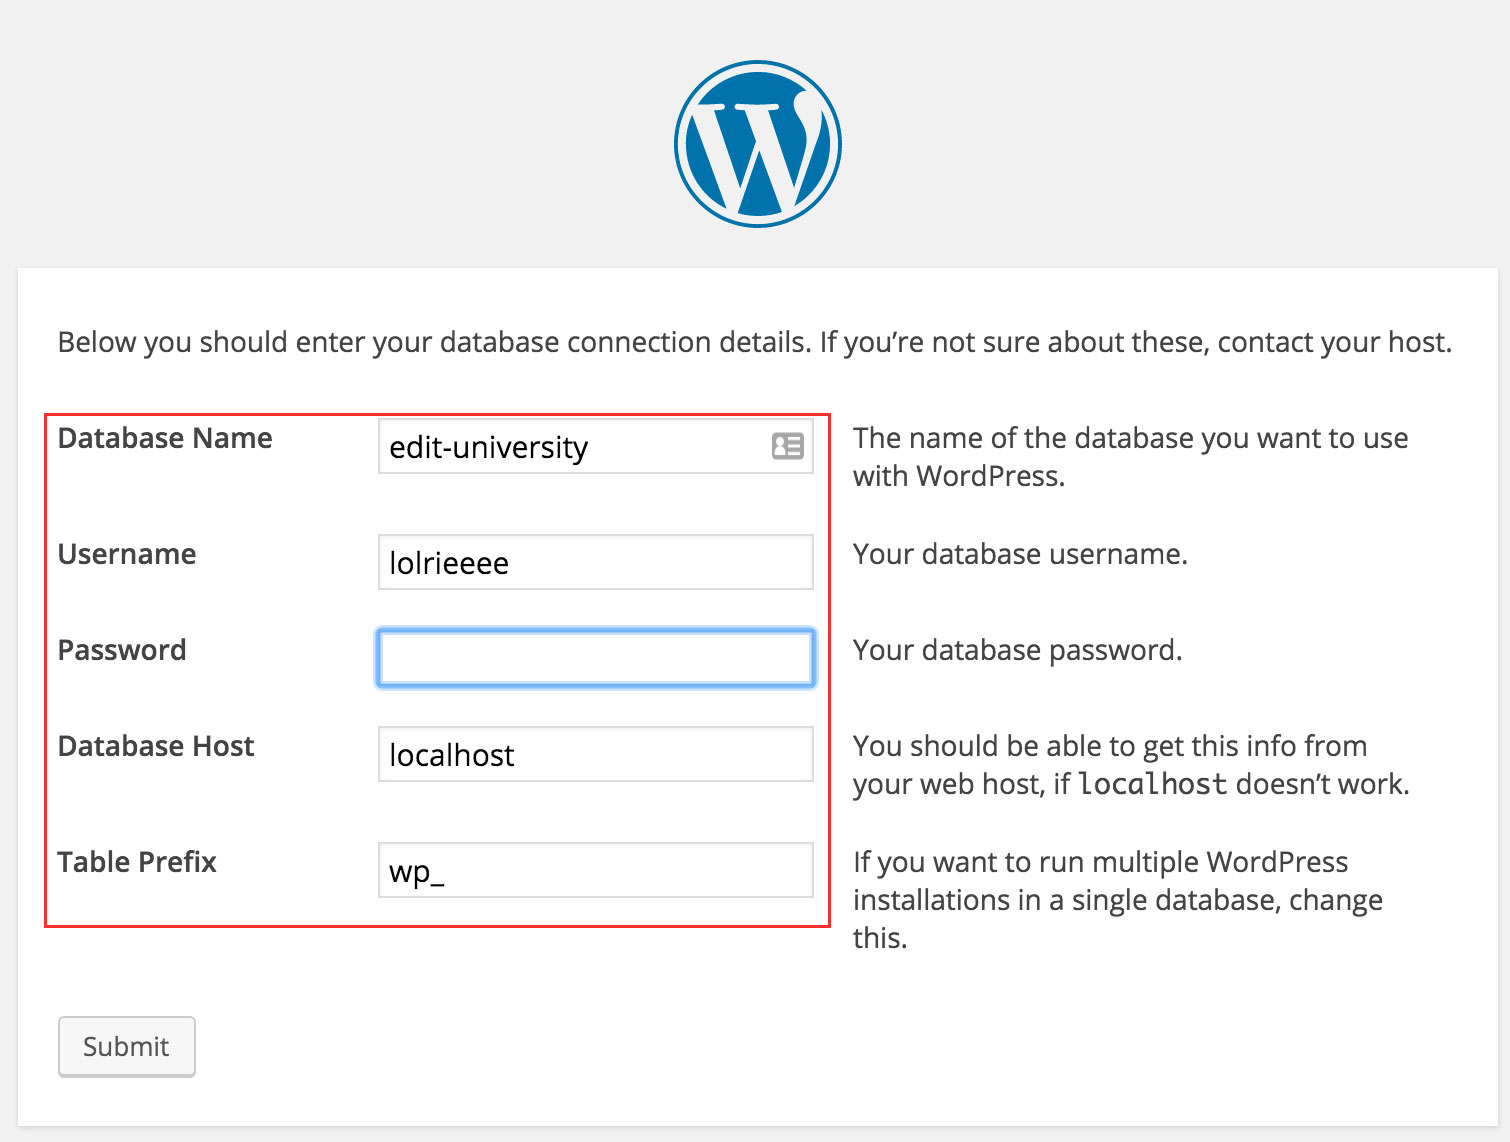 Below you should enter your database connection details. If you’re not sure about these, contact your host.
Database Name
edit-university
The name of the database you want to use
with WordPress.
Username
lolrieeee
Your database username.
Password
Your database password.
Database Host
localhost
You should be able to get this info from
your web host, if localhost doesn’t work.
Table Prefix
wp_
If you want to run multiple WordPress
installations in a single database, change
this.
Submit